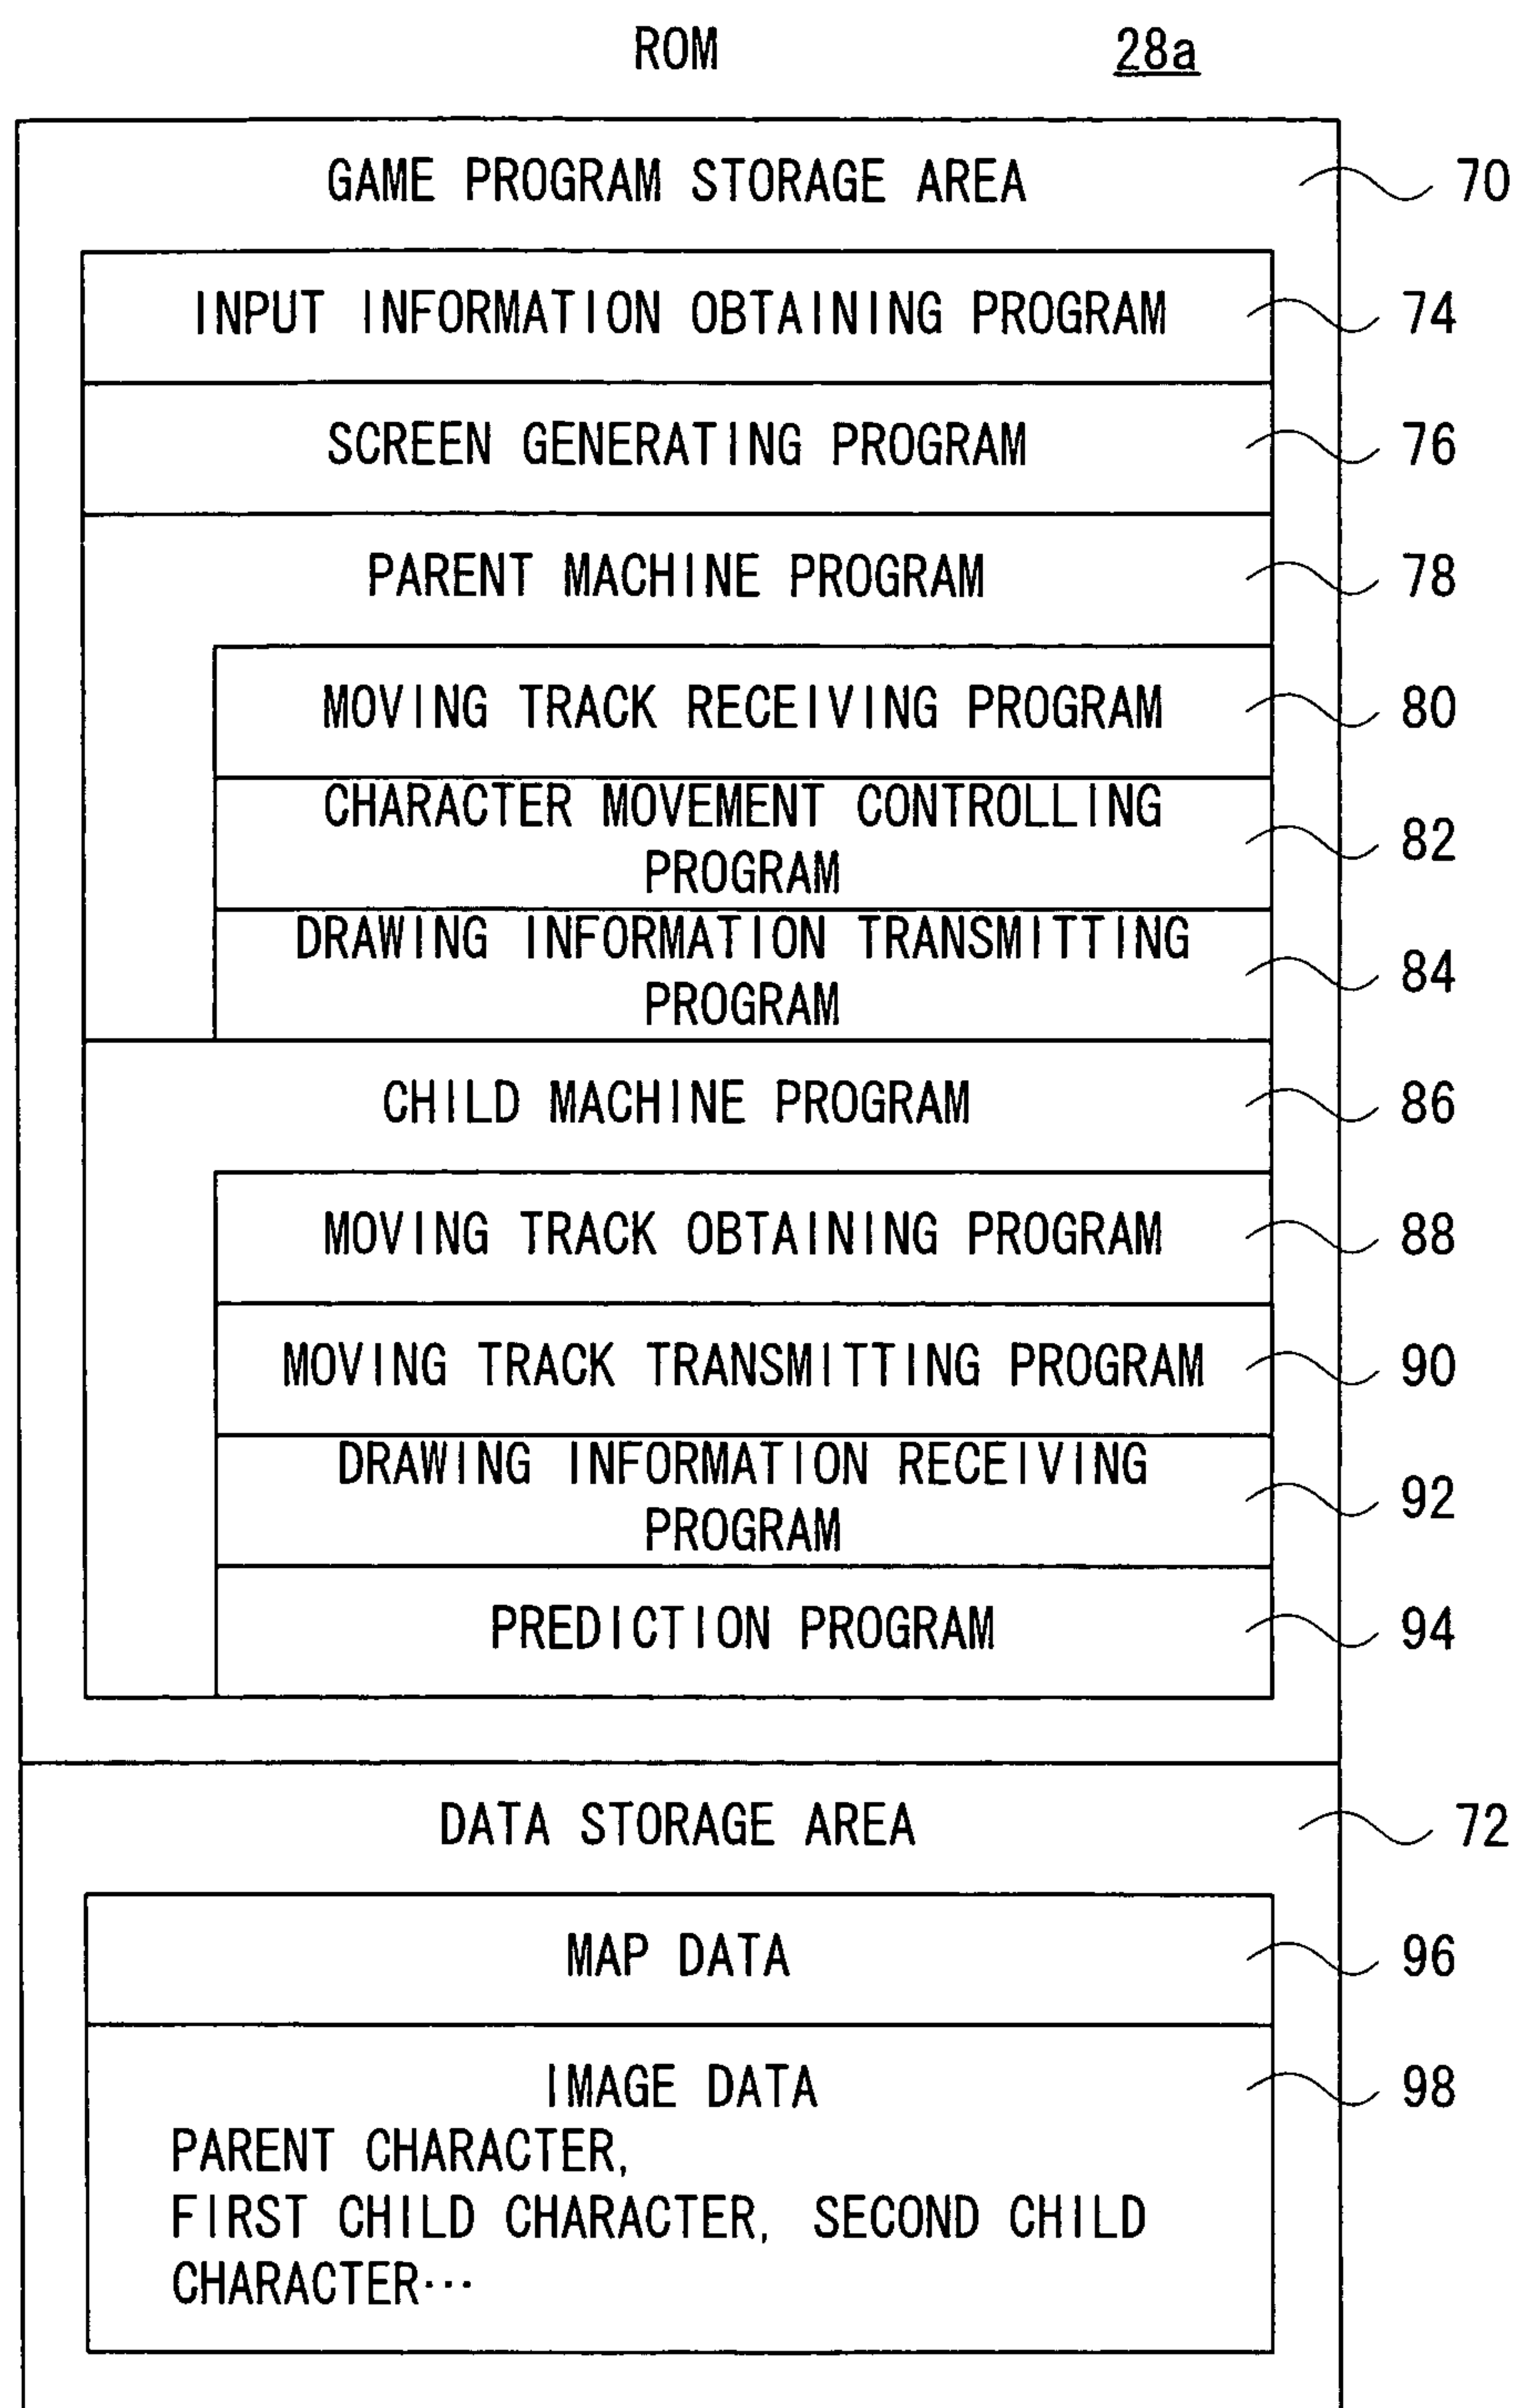 ROM 28a
GAME PROGRAM STORAGE AREA 70
INPUT INFORMATION OBTAINING PROGRAM 74
SCREEN GENERATING PROGRAM 76
PARENT MACHINE PROGRAM 78
MOVING TRACK RECEIVING PROGRAM 80
CHARACTER MOVEMENT CONTROLLING
PROGRAM 82
DRAWING INFORMATION TRANSMITTING
PROGRAM 84
CHILD MACHINE PROGRAM 86
MOVING TRACK OBTAINING PROGRAM 88
MOVING TRACK TRANSMITTING PROGRAM 90
DRAWING INFORMATION RECEIVING
PROGRAM 92
PREDICTION PROGRAM 94
DATA STORAGE AREA 72
MAP DATA 96
IMAGE DATA 98
PARENT CHARACTER,
FIRST CHILD CHARACTER, SECOND CHILD
CHARACTER···